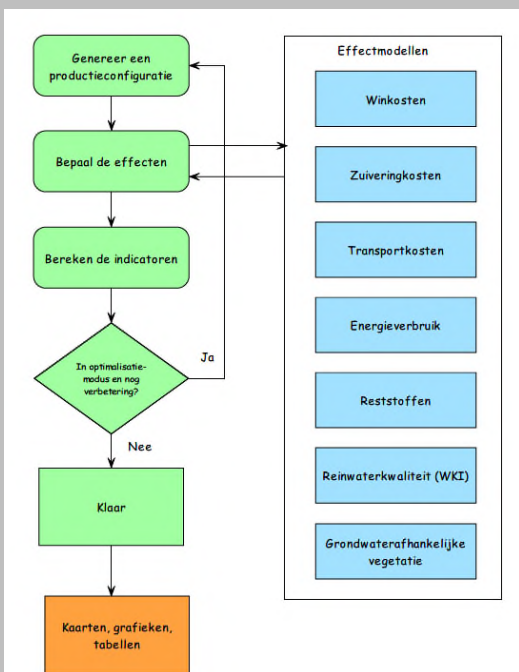 Genereer een
productieconfiguratie
Bepaal de effecten
Bereken de indicatoren
In optimalisatie-
modus en nog
verbetering?
Ja
Nee
Klaar
Kaarten, grafieken,
tabellen
Effectmodellen
Winkosten
Zuiveringkosten
Transportkosten
Energieverbruik
Reststoffen
Reinwaterkwaliteit (WKI)
Grondwaterafhankelijke
vegetatie